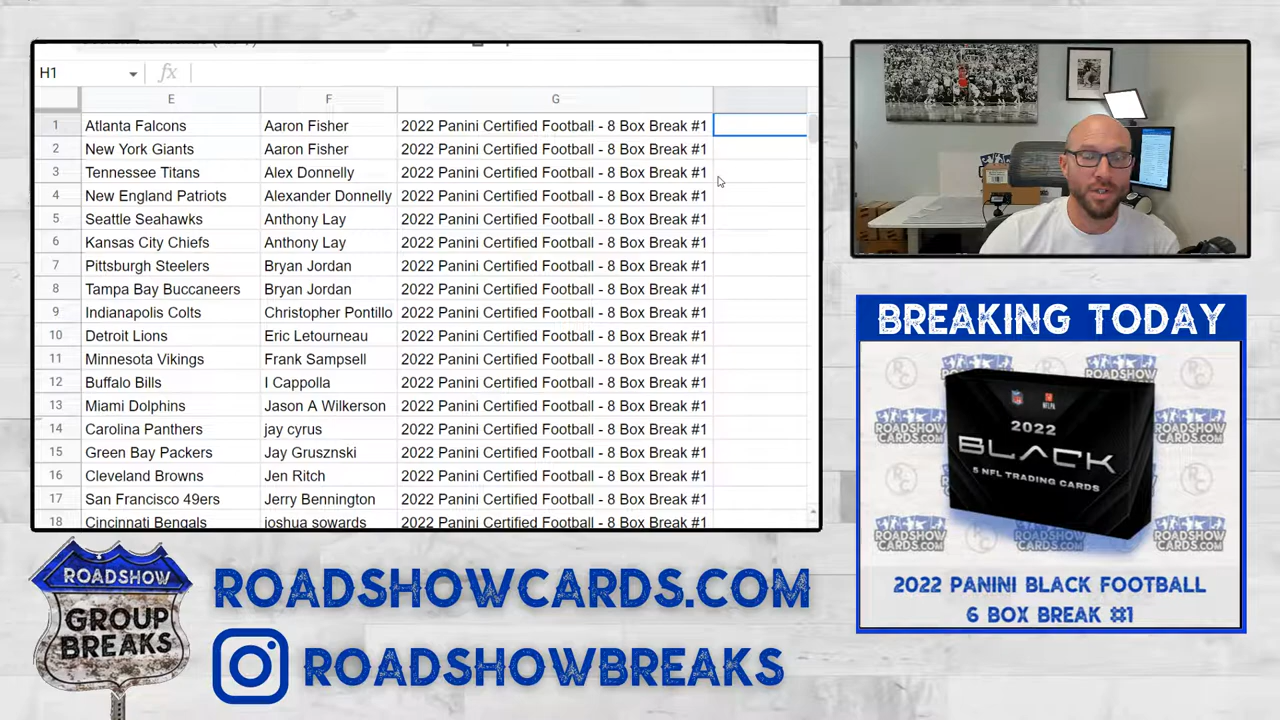 H1
fx
E F G
1 Atlanta Falcons Aaron Fisher 2022 Panini Certified Football - 8 Box Break #1
2 New York Giants Aaron Fisher 2022 Panini Certified Football - 8 Box Break #1
3 Tennessee Titans Alex Donnelly 2022 Panini Certified Football - 8 Box Break #1
4 New England Patriots Alexander Donnelly 2022 Panini Certified Football - 8 Box Break #1
5 Seattle Seahawks Anthony Lay 2022 Panini Certified Football - 8 Box Break #1
6 Kansas City Chiefs Anthony Lay 2022 Panini Certified Football - 8 Box Break #1
7 Pittsburgh Steelers Bryan Jordan 2022 Panini Certified Football - 8 Box Break #1
8 Tampa Bay Buccaneers Bryan Jordan 2022 Panini Certified Football - 8 Box Break #1
9 Indianapolis Colts Christopher Pontillo 2022 Panini Certified Football - 8 Box Break #1
10 Detroit Lions Eric Letourneau 2022 Panini Certified Football - 8 Box Break #1
11 Minnesota Vikings Frank Sampsell 2022 Panini Certified Football - 8 Box Break #1
12 Buffalo Bills I Cappolla 2022 Panini Certified Football - 8 Box Break #1
13 Miami Dolphins Jason A Wilkerson 2022 Panini Certified Football - 8 Box Break #1
14 Carolina Panthers jay cyrus 2022 Panini Certified Football - 8 Box Break #1
15 Green Bay Packers Jay Grusznski 2022 Panini Certified Football - 8 Box Break #1
16 Cleveland Browns Jen Ritch 2022 Panini Certified Football - 8 Box Break #1
17 San Francisco 49ers Jerry Bennington 2022 Panini Certified Football - 8 Box Break #1
18 Cincinnati Bengals joshua sowards 2022 Panini Certified Football - 8 Box Break #1
BREAKING TODAY
ROADSHOW
CARDS.COM
RC
NFL
NFLPA
2022
BLACK
5 NFL TRADING CARDS
2022 PANINI BLACK FOOTBALL
6 BOX BREAK #1
ROADSHOW
GROUP
BREAKS
ROADSHOWCARDS.COM
ROADSHOWBREAKS